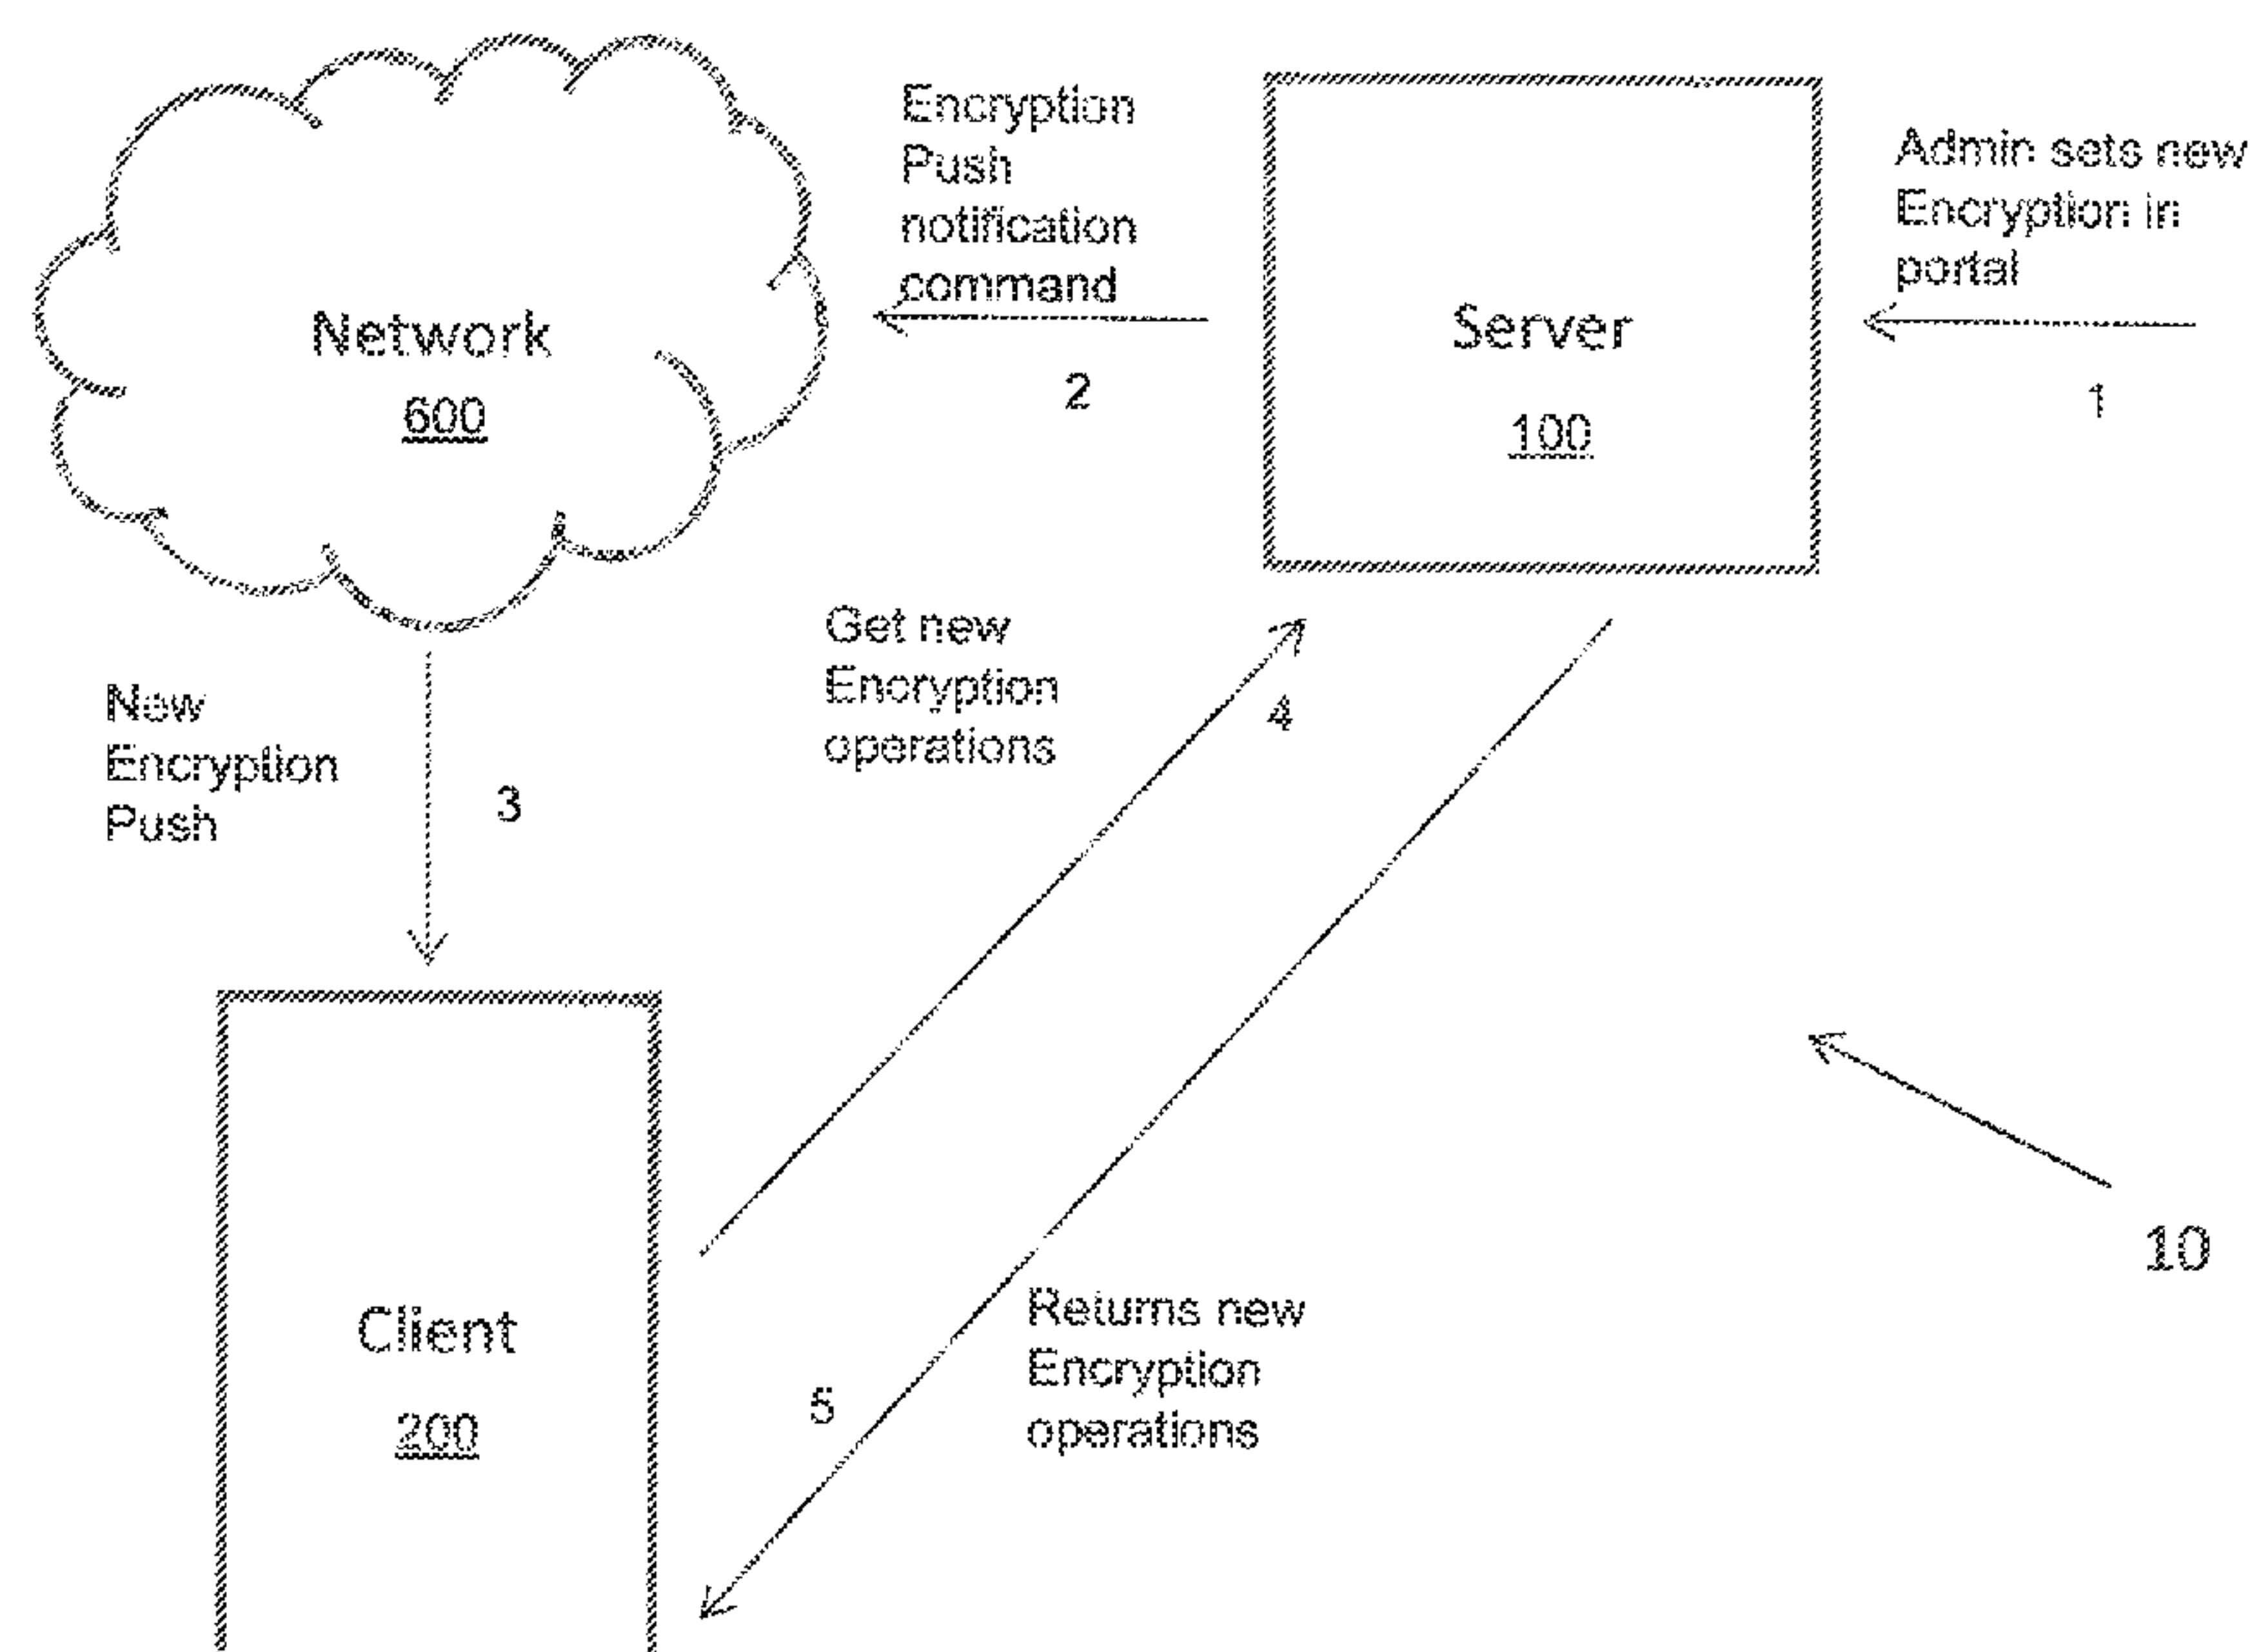 Encryption
Push
notification
command
Admin sets new
Encryption in
portal
Network
600
Server
100
2
1
Get new
Encryption
operations
4
New
Encryption
Push
3
10
Client
200
Returns new
Encryption
operations
5